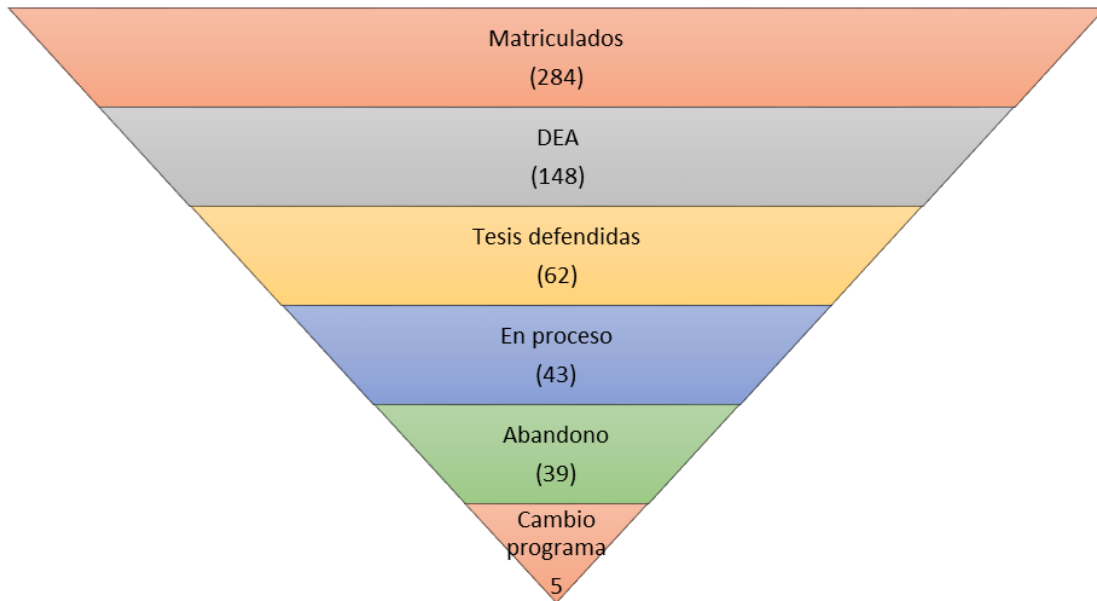 Matriculados
(284)
DEA
(148)
Tesis defendidas
(62)
En proceso
(43)
Abandono
(39)
Cambio
programa
5